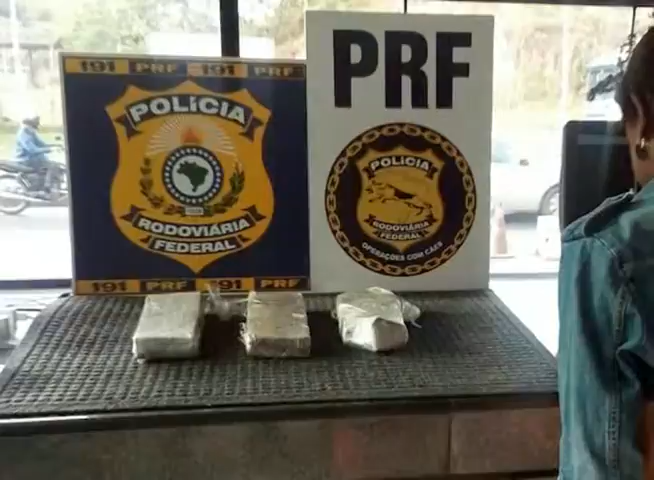 191 PRF 191 PRF
POLÍCIA
RODOVIÁRIA
FEDERAL
191 PRF 191 PRF
PRF
POLÍCIA
RODOVIÁRIA
FEDERAL
OPERAÇÕES COM CÃES